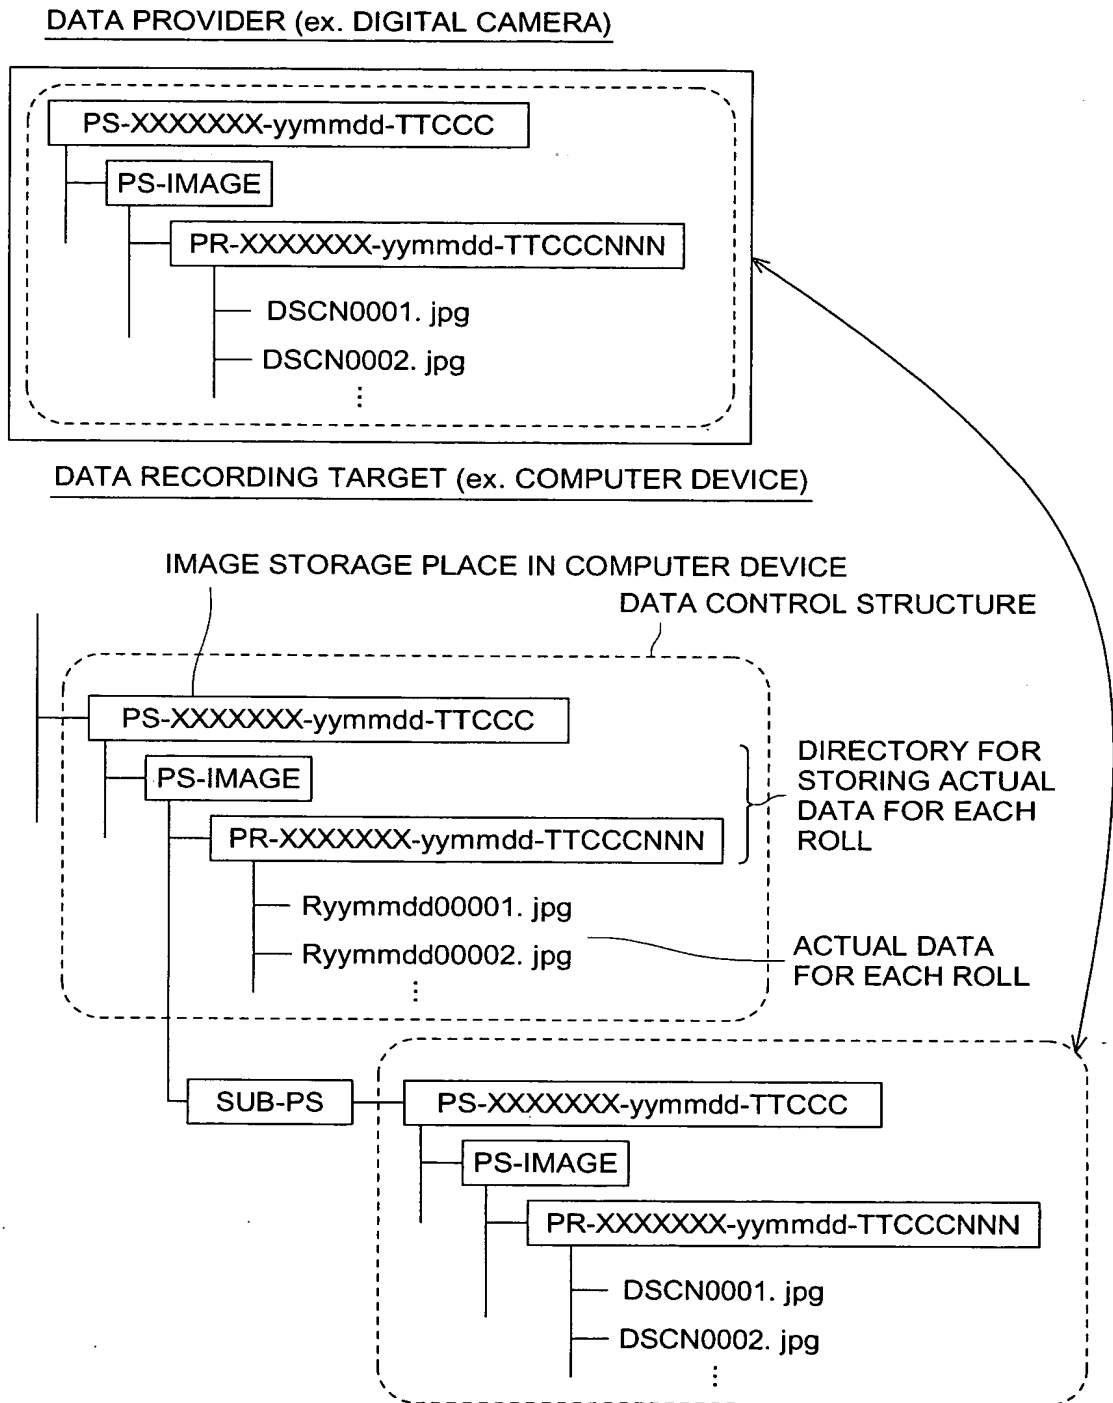 DATA PROVIDER (ex. DIGITAL CAMERA)
PS-XXXXXXX-yymmdd-TTCCC
PS-IMAGE
PR-XXXXXXX-yymmdd-TTCCCNNN
DSCN0001. jpg
DSCN0002. jpg
⋮
DATA RECORDING TARGET (ex. COMPUTER DEVICE)
IMAGE STORAGE PLACE IN COMPUTER DEVICE
DATA CONTROL STRUCTURE
PS-XXXXXXX-yymmdd-TTCCC
PS-IMAGE
PR-XXXXXXX-yymmdd-TTCCCNNN
DIRECTORY FOR
STORING ACTUAL
DATA FOR EACH
ROLL
Ryymmdd00001. jpg
Ryymmdd00002. jpg
⋮
ACTUAL DATA
FOR EACH ROLL
SUB-PS
PS-XXXXXXX-yymmdd-TTCCC
PS-IMAGE
PR-XXXXXXX-yymmdd-TTCCCNNN
DSCN0001. jpg
DSCN0002. jpg
⋮